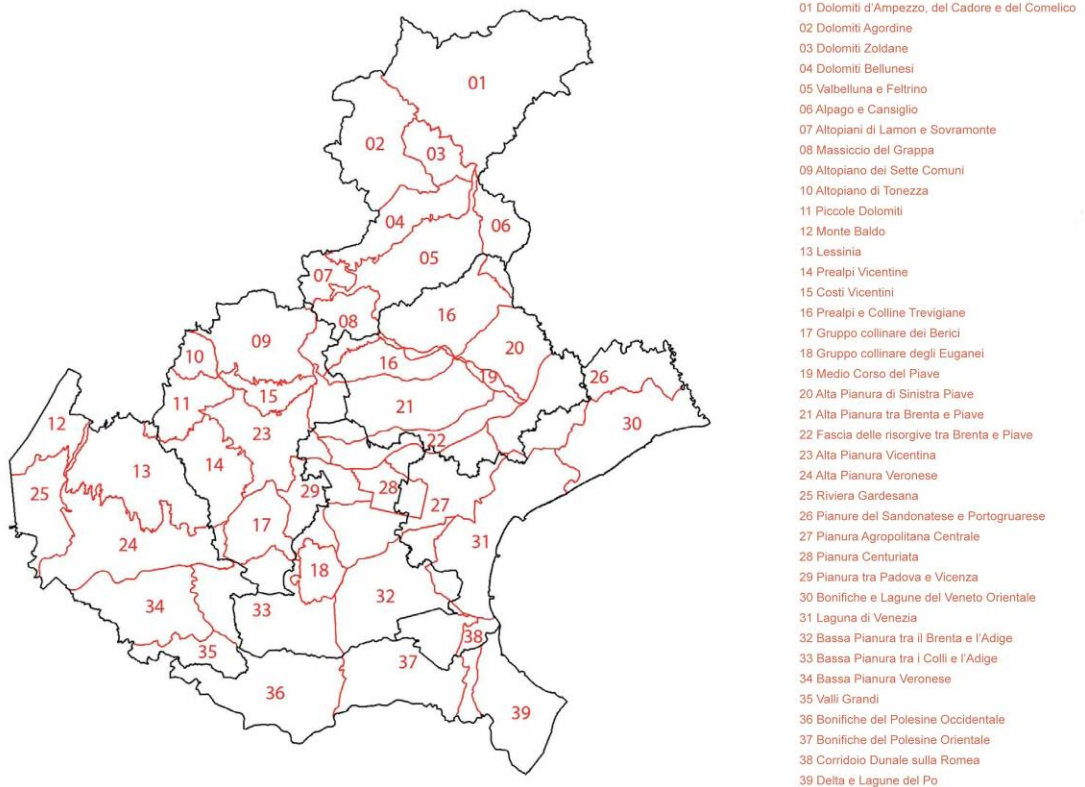 01 Dolomiti d'Ampezzo, del Cadore e del Comelico
02 Dolomiti Agordine
03 Dolomiti Zoldane
04 Dolomiti Bellunesi
05 Valbelluna e Feltrino
06 Alpago e Cansiglio
07 Altopiani di Lamon e Sovramonte
08 Massiccio del Grappa
09 Altopiano dei Sette Comuni
10 Altopiano di Tonezza
11 Piccole Dolomiti
12 Monte Baldo
13 Lessinia
14 Prealpi Vicentine
15 Costi Vicentini
16 Prealpi e Colline Trevigiane
17 Gruppo collinare dei Berici
18 Gruppo collinare degli Euganei
19 Medio Corso del Piave
20 Alta Pianura di Sinistra Piave
21 Alta Pianura tra Brenta e Piave
22 Fascia delle risorgive tra Brenta e Piave
23 Alta Pianura Vicentina
24 Alta Pianura Veronese
25 Riviera Gardesana
26 Pianure del Sandonatese e Portogruarese
27 Pianura Agropolitana Centrale
28 Pianura Centuriata
29 Pianura tra Padova e Vicenza
30 Bonifiche e Lagune del Veneto Orientale
31 Laguna di Venezia
32 Bassa Pianura tra il Brenta e l'Adige
33 Bassa Pianura tra i Colli e l'Adige
34 Bassa Pianura Veronese
35 Valli Grandi
36 Bonifiche del Polesine Occidentale
37 Bonifiche del Polesine Orientale
38 Corridoio Dunale sulla Romea
39 Delta e Lagune del Po
01
02
03
04
06
05
07
08
16
09
20
10
16
19
26
15
21
11
12
23
22
30
13
14
28
25
29
27
17
24
31
18
32
34
33
38
35
37
36
39